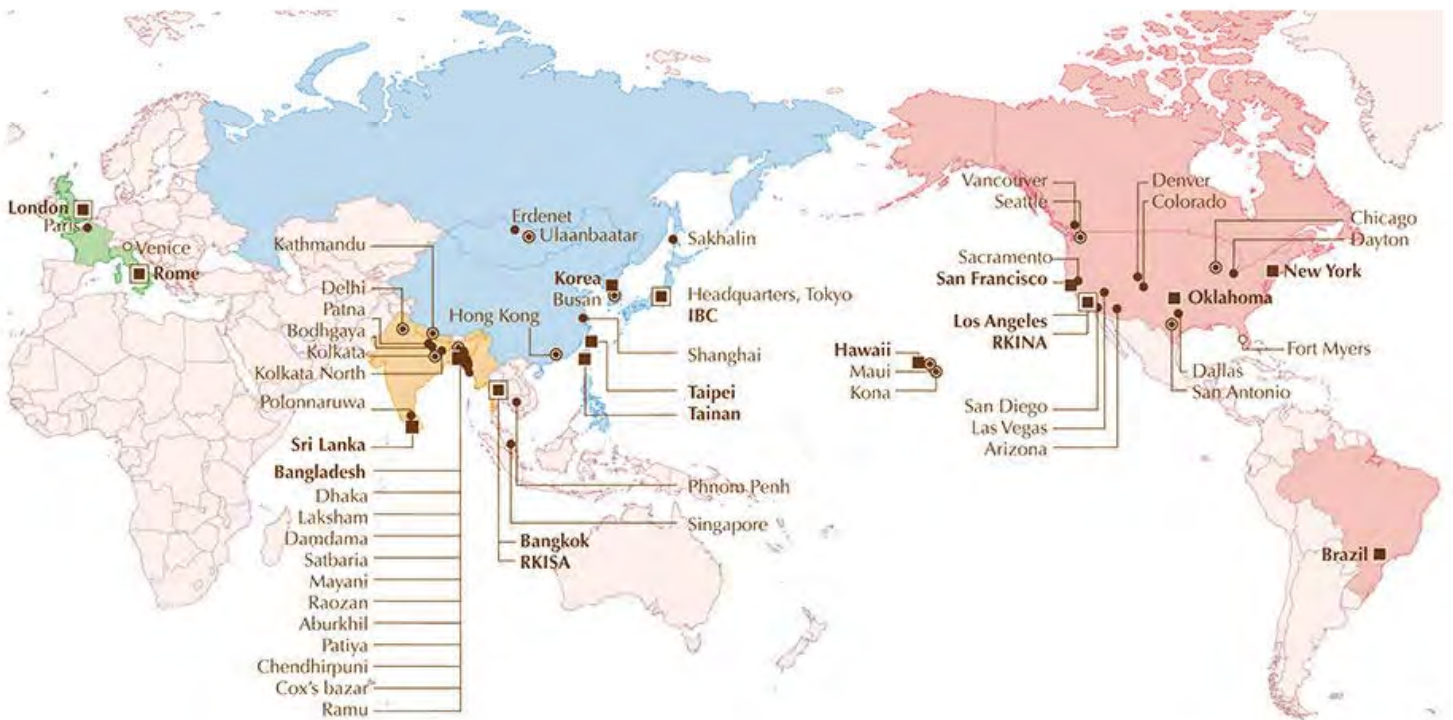 London
Paris
Venice
Rome
Kathmandu
Delhi
Patna
Bodhgaya
Kolkata
Kolkata North
Polonnaruwa
Sri Lanka
Bangladesh
Dhaka
Laksham
Damdama
Satbaria
Mayani
Raozan
Aburkhil
Patiya
Chendhirpuni
Cox's bazar
Ramu
Erdenet
Ulaanbaatar
Sakhalin
Korea
Busan
Headquarters, Tokyo
IBC
Hong Kong
Shanghai
Taipei
Tainan
Phnom Penh
Singapore
Bangkok
RKISA
Hawaii
Maui
Kona
Vancouver
Seattle
Sacramento
San Francisco
Los Angeles
RKINA
San Diego
Las Vegas
Arizona
Denver
Colorado
Chicago
Dayton
New York
Oklahoma
Fort Myers
Dallas
San Antonio
Brazil